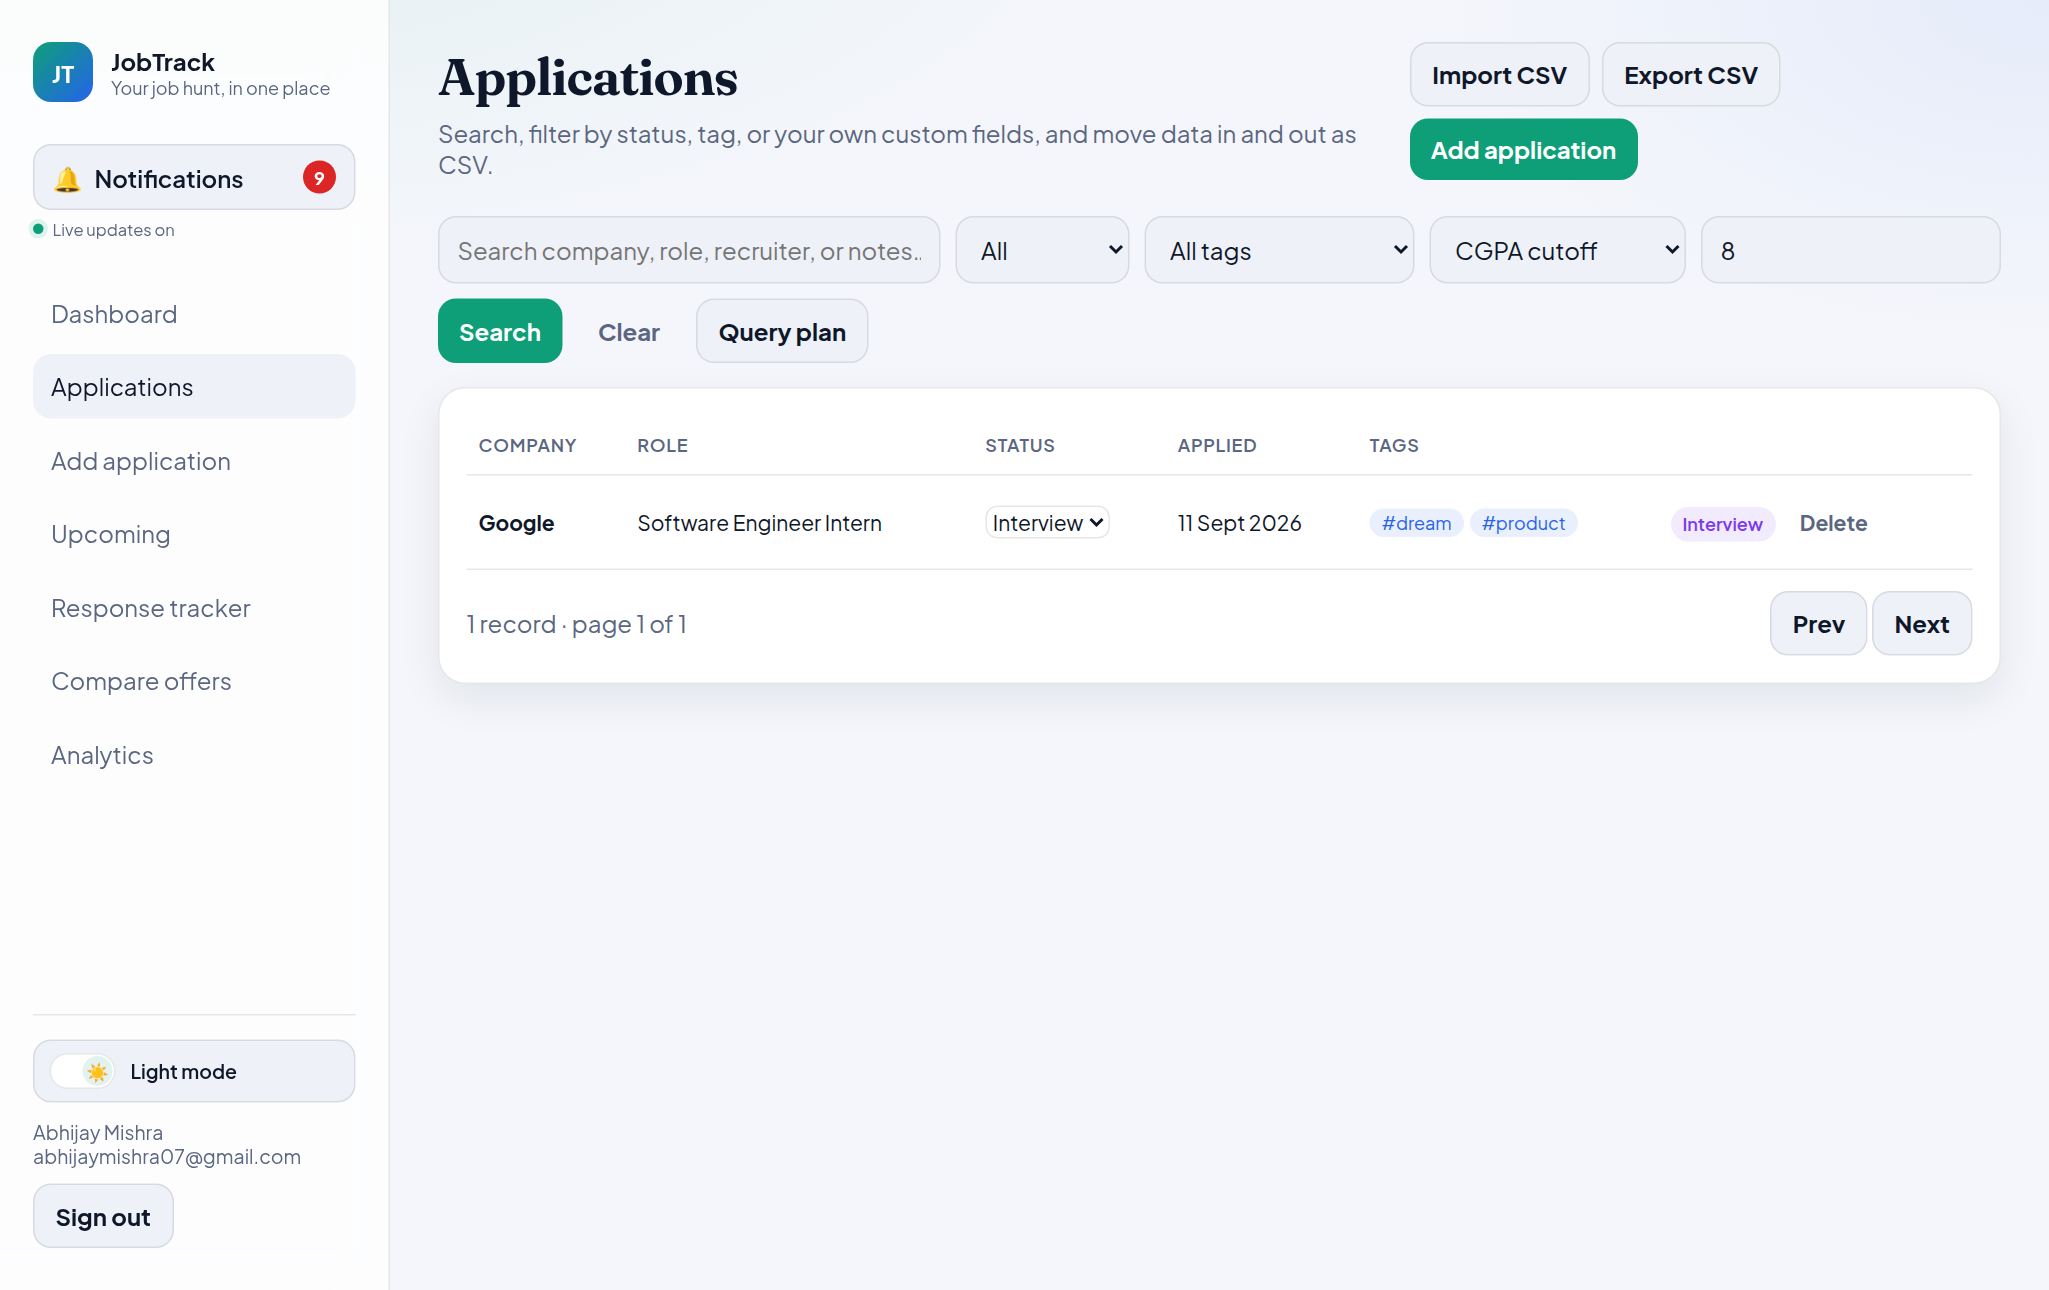 JT
JobTrack
Your job hunt, in one place
Notifications
9
Live updates on
Dashboard
Applications
Add application
Upcoming
Response tracker
Compare offers
Analytics
Light mode
Abhijay Mishra
abhijaymishra07@gmail.com
Sign out
Applications
Search, filter by status, tag, or your own custom fields, and move data in and out as
CSV.
Import CSV
Export CSV
Add application
Search company, role, recruiter, or notes..
All
All tags
CGPA cutoff
8
Search
Clear
Query plan
COMPANY ROLE STATUS APPLIED TAGS
Google Software Engineer Intern Interview 11 Sept 2026 #dream #product Interview Delete
1 record · page 1 of 1
Prev
Next